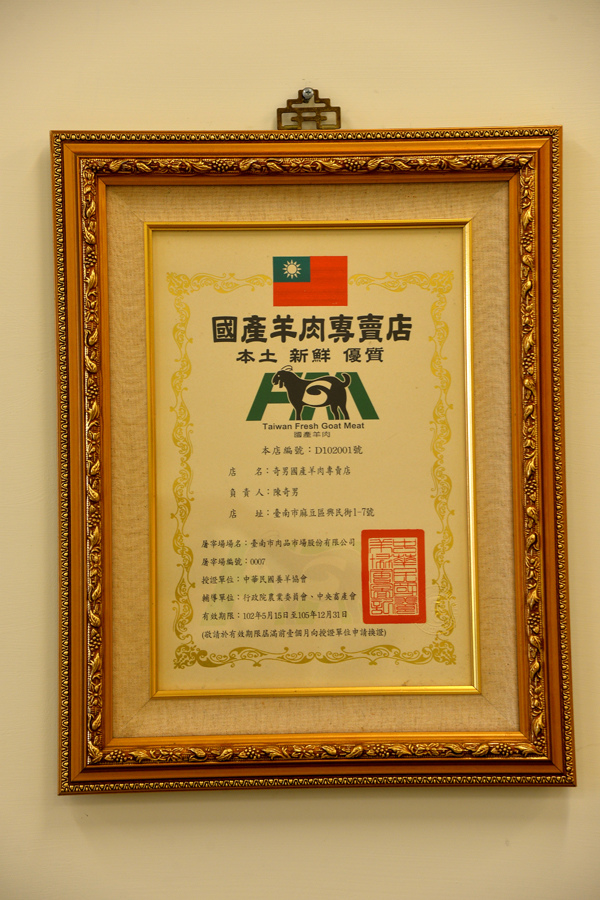 國產羊肉專賣店
本土 新鮮 優質
Taiwan Fresh Goat Meat
國產羊肉
本店編號：D102001號
店　　名：奇男國產羊肉專賣店
負 責 人：陳奇男
店　　址：臺南市麻豆區興民街1-7號
屠宰場場名：臺南市肉品市場股份有限公司
屠宰場編號：0007
授證單位：中華民國養羊協會
輔導單位：行政院農業委員會、中央畜產會
有效期限：102年5月15日至105年12月31日
(敬請於有效期限屆滿前壹個月向授證單位申請換證)